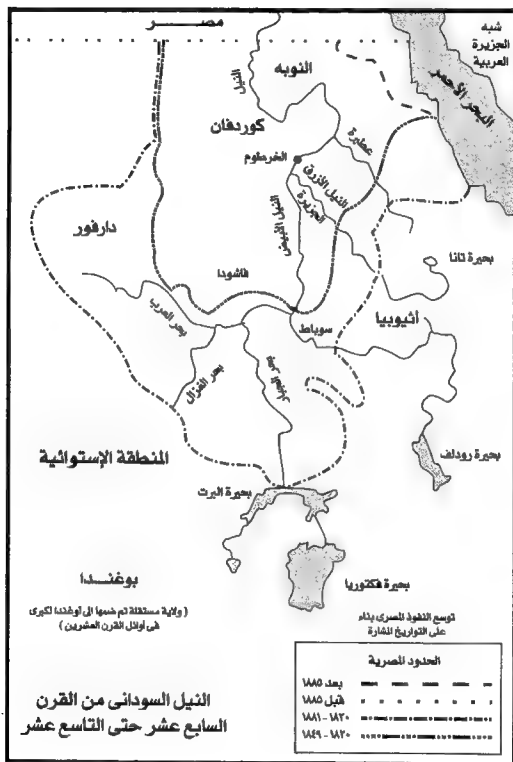 مصر
شبه
الجزيرة
العربية
البحر الأحمر
النوبه
النيل
كوردفان
عطبرة
الخرطوم
النيل الأزرق
الجزيرة
النيل الأبيض
دارفور
بحيرة تانا
فاشودا
أثيوبيا
سوباط
بحر العرب
بحر الغزال
بحر الجبل
المنطقة الإستوائية
بحيرة رودلف
بحيرة البرت
بوغندا
( ولاية مستقلة تم ضمها الى أوغندا لكبرى
فى أوائل القرن العشرين )
بحيرة فكتوريا
توسع النفوذ المصرى بناء
على التواريخ المشارة
الحدود المصرية
بعد ١٨٨٥
قبل ١٨٨٥
١٨٢٠ - ١٨٨١
١٨٢٠ - ١٨٤٩
النيل السودانى من القرن
السابع عشر حتى التاسع عشر